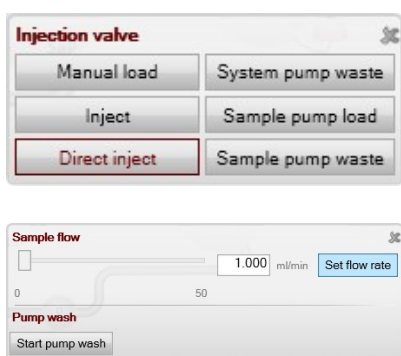 Injection valve
Manual load System pump waste
Inject Sample pump load
Direct inject Sample pump waste
Sample flow
1.000 ml/min Set flow rate
0 50
Pump wash
Start pump wash